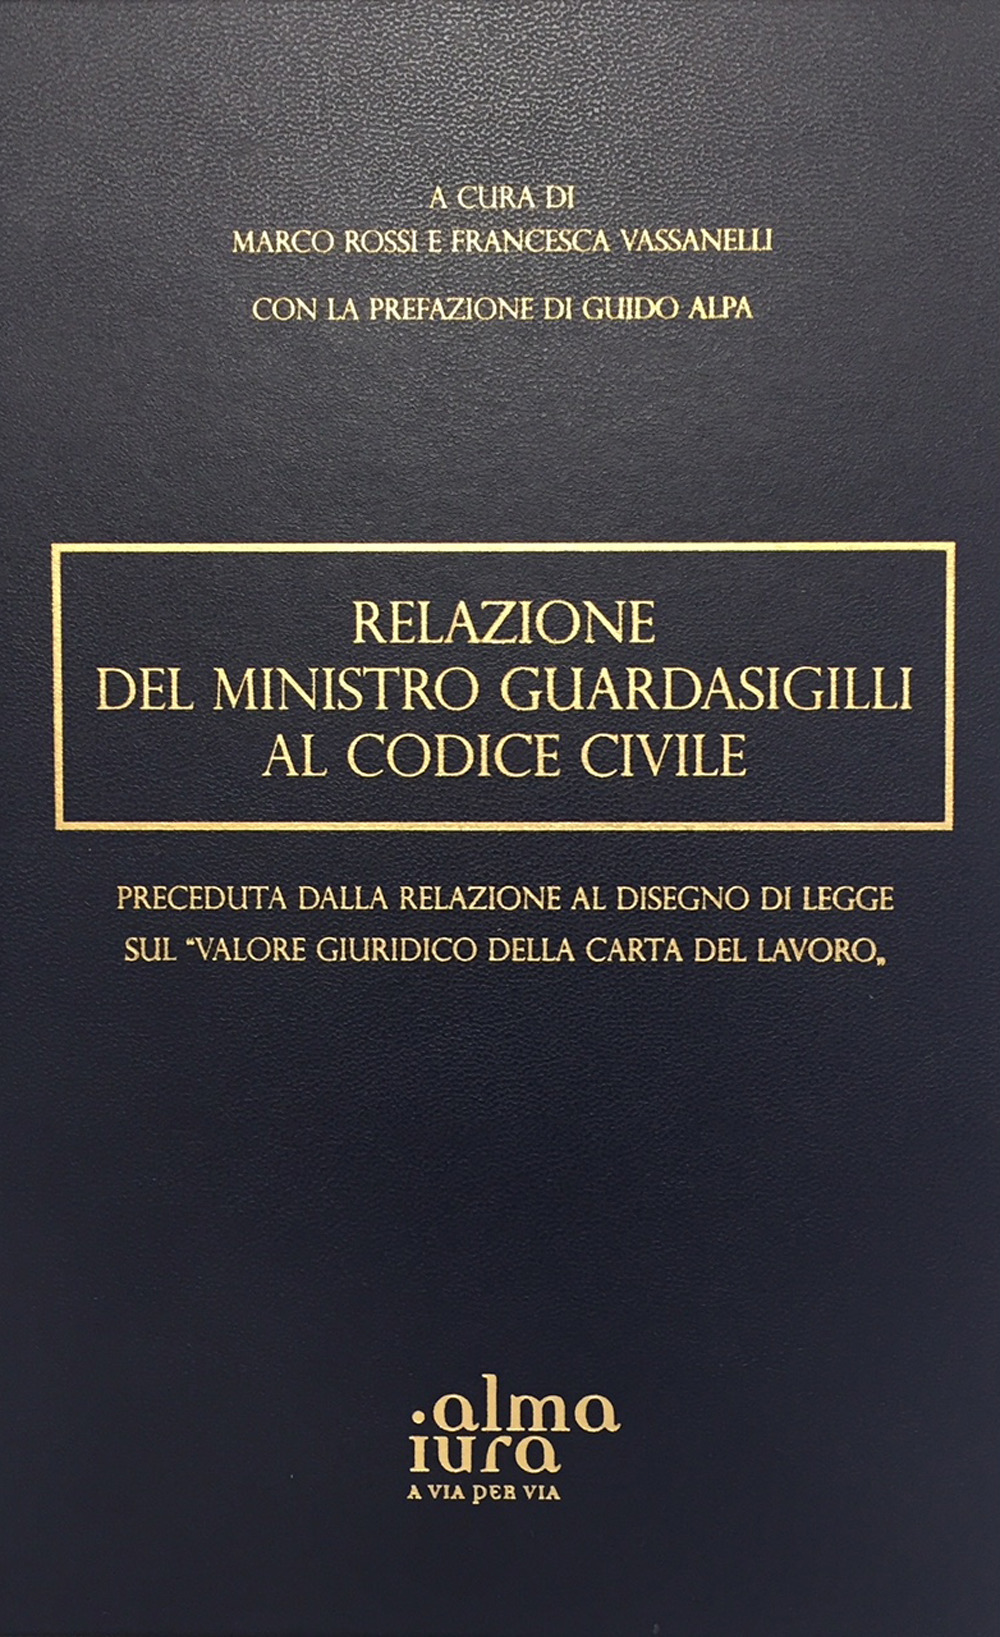 A CURA DI
MARCO ROSSI E FRANCESCA VASSANELLI
CON LA PREFAZIONE DI GUIDO ALPA
RELAZIONE
DEL MINISTRO GUARDASIGILLI
AL CODICE CIVILE
PRECEDUTA DALLA RELAZIONE AL DISEGNO DI LEGGE
SUL “VALORE GIURIDICO DELLA CARTA DEL LAVORO„
alma
iura
A VIA PER VIA